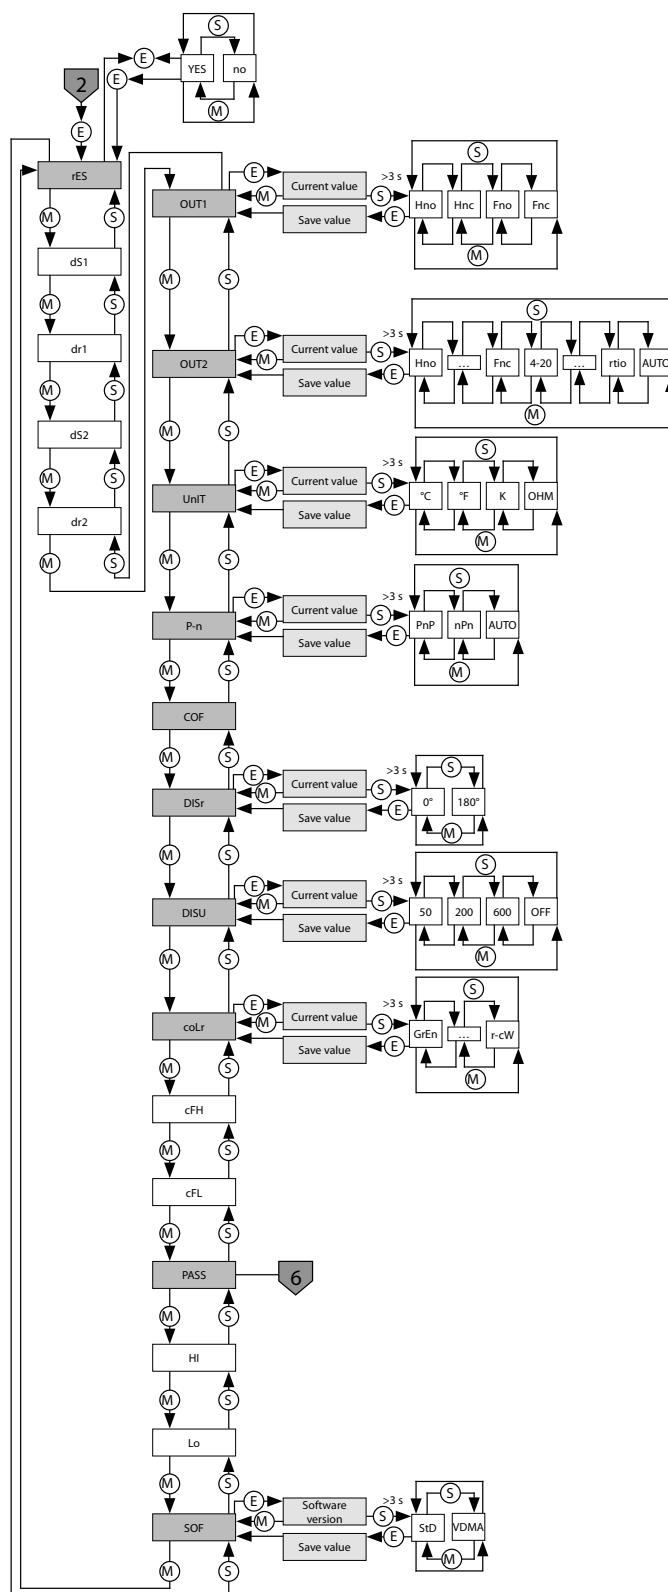 S
YES
no
M
E
E
2
E
rES
M
S
dS1
M
S
dr1
M
S
dS2
M
S
dr2
M
S
OUT1
E
Current value
M
Save value
>3 s
S
E
S
Hno
Hnc
Fno
Fnc
M
M
S
OUT2
E
Current value
M
Save value
>3 s
S
E
S
Hno
...
Fnc
4-20
...
rtio
AUTO
M
M
S
UnIT
E
Current value
M
Save value
>3 s
S
E
S
°C
°F
K
OHM
M
M
S
P-n
E
Current value
M
Save value
>3 s
S
E
S
PnP
nPn
AUTO
M
M
S
COF
M
S
DISr
E
Current value
M
Save value
>3 s
S
E
S
0°
180°
M
M
S
DISU
E
Current value
M
Save value
>3 s
S
E
S
50
200
600
OFF
M
M
S
coLr
E
Current value
M
Save value
>3 s
S
E
S
GrEn
...
r-cW
M
M
S
cFH
M
S
cFL
M
S
PASS
6
M
S
HI
M
S
Lo
M
S
SOF
E
Software
version
M
Save value
>3 s
S
E
S
StD
VDMA
M
M
S